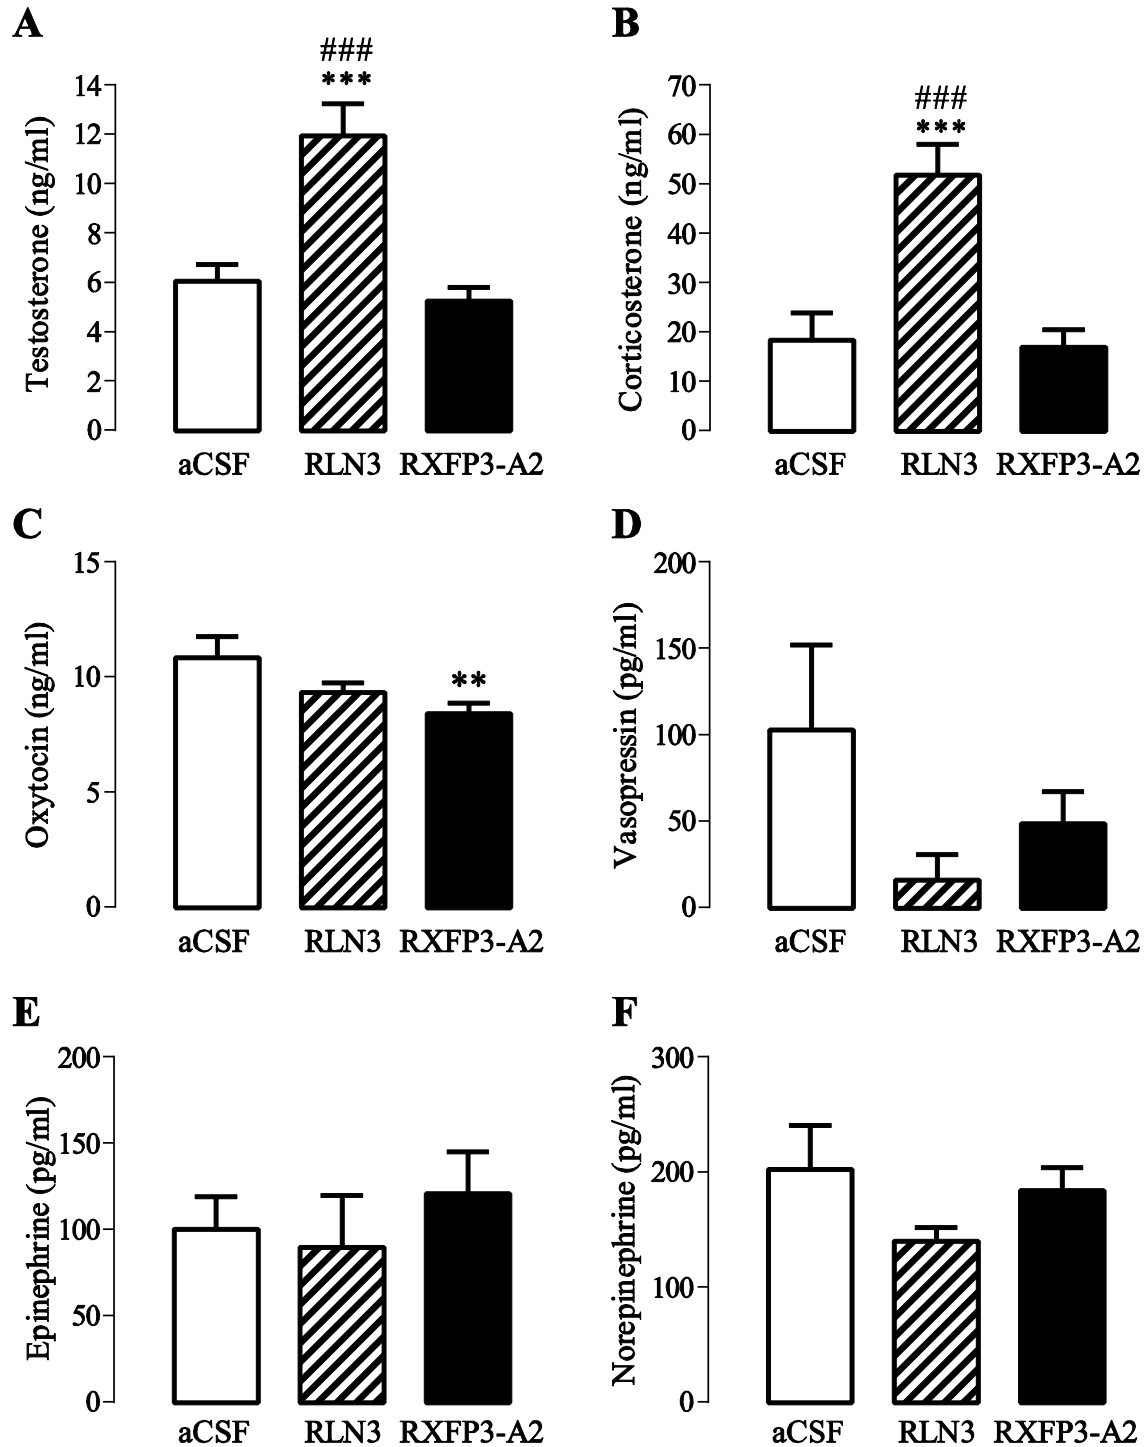 A
###
***
Testosterone (ng/ml)
14
12
10
8
6
4
2
0
aCSF RLN3 RXFP3-A2
B
###
***
Corticosterone (ng/ml)
70
60
50
40
30
20
10
0
aCSF RLN3 RXFP3-A2
C
**
Oxytocin (ng/ml)
15
10
5
0
aCSF RLN3 RXFP3-A2
D
Vasopressin (pg/ml)
200
150
100
50
0
aCSF RLN3 RXFP3-A2
E
Epinephrine (pg/ml)
200
150
100
50
0
aCSF RLN3 RXFP3-A2
F
Norepinephrine (pg/ml)
300
200
100
0
aCSF RLN3 RXFP3-A2